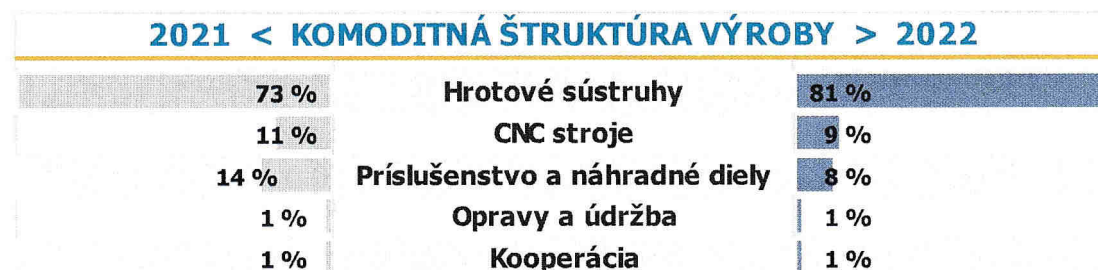 2021 < KOMODITNÁ ŠTRUKTÚRA VÝROBY > 2022
73 % Hrotové sústruhy 81 %
11 % CNC stroje 9 %
14 % Príslušenstvo a náhradné diely 8 %
1 % Opravy a údržba 1 %
1 % Kooperácia 1 %